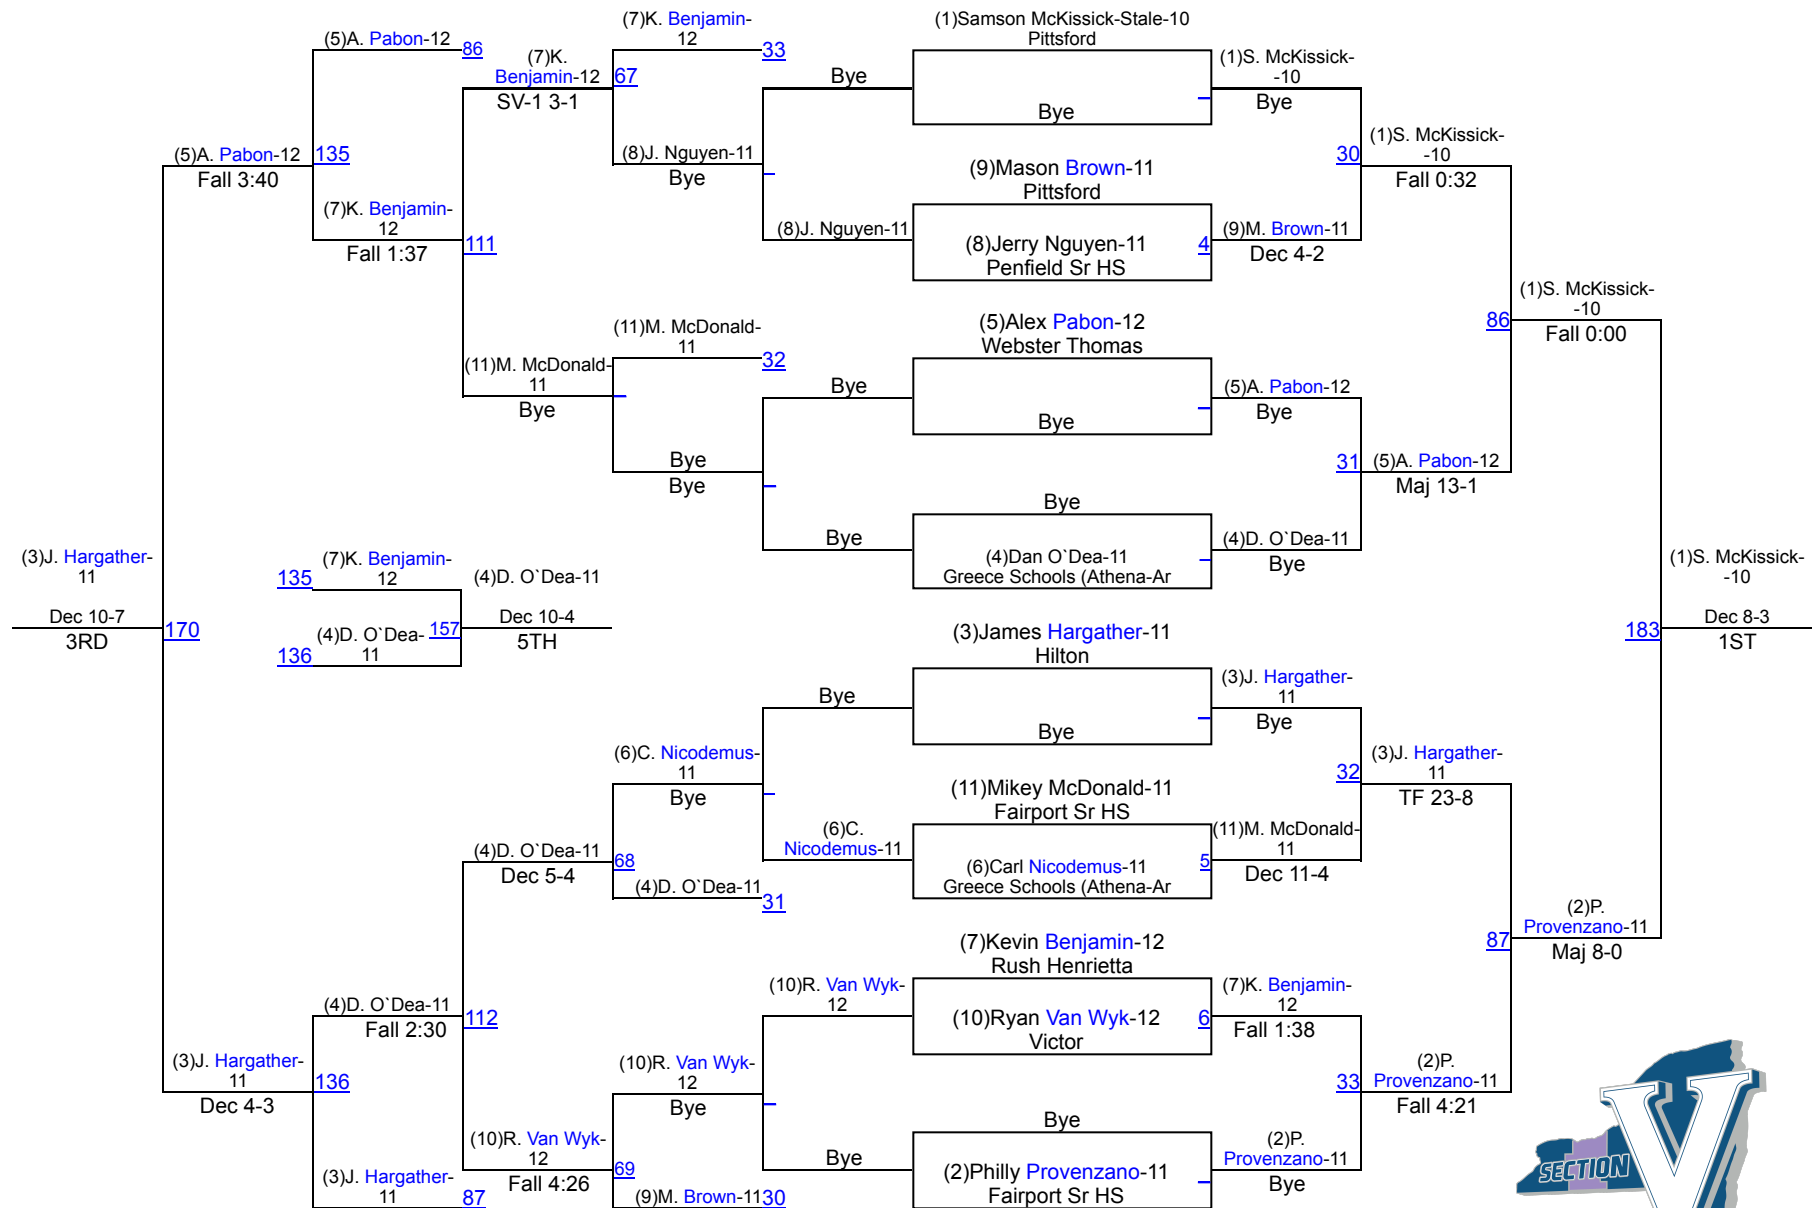 (5)A. Pabon-12
86
(7)K.
Benjamin-12
SV-1 3-1
(7)K. Benjamin-
12
33
67
Bye
(1)Samson McKissick-Stale-10
Pittsford
Bye
(1)S. McKissick-
-10
Bye
(5)A. Pabon-12
Fall 3:40
135
(8)J. Nguyen-11
Bye
(9)Mason Brown-11
Pittsford
30
(1)S. McKissick-
-10
Fall 0:32
(7)K. Benjamin-
12
Fall 1:37
111
(8)J. Nguyen-11
(8)Jerry Nguyen-11
Penfield Sr HS
4
(9)M. Brown-11
Dec 4-2
(11)M. McDonald-
11
32
(5)Alex Pabon-12
Webster Thomas
86
(1)S. McKissick-
-10
Fall 0:00
(11)M. McDonald-
11
Bye
Bye
Bye
(5)A. Pabon-12
Bye
Bye
Bye
31
(5)A. Pabon-12
Maj 13-1
Bye
Bye
(4)Dan O`Dea-11
Greece Schools (Athena-Ar
(4)D. O`Dea-11
Bye
(3)J. Hargather-
11
Dec 10-7
3RD
170
135
(7)K. Benjamin-
12
136
(4)D. O`Dea-
11
157
(4)D. O`Dea-11
Dec 10-4
5TH
(1)S. McKissick-
-10
183
Dec 8-3
1ST
(3)James Hargather-11
Hilton
Bye
Bye
(3)J. Hargather-
11
Bye
(6)C. Nicodemus-
11
Bye
(11)Mikey McDonald-11
Fairport Sr HS
32
(3)J. Hargather-
11
TF 23-8
(4)D. O`Dea-11
Dec 5-4
68
(6)C.
Nicodemus-11
(6)Carl Nicodemus-11
Greece Schools (Athena-Ar
5
(11)M. McDonald-
11
Dec 11-4
(4)D. O`Dea-11
31
(7)Kevin Benjamin-12
Rush Henrietta
87
(2)P.
Provenzano-11
Maj 8-0
(4)D. O`Dea-11
Fall 2:30
112
(10)R. Van Wyk-
12
(10)Ryan Van Wyk-12
Victor
6
(7)K. Benjamin-
12
Fall 1:38
(3)J. Hargather-
11
Dec 4-3
136
(10)R. Van Wyk-
12
Bye
33
(2)P.
Provenzano-11
Fall 4:21
(10)R. Van Wyk-
12
Fall 4:26
69
Bye
Bye
(2)Philly Provenzano-11
Fairport Sr HS
(2)P.
Provenzano-11
Bye
(3)J. Hargather-
11
87
(9)M. Brown-11
30
SECTION V